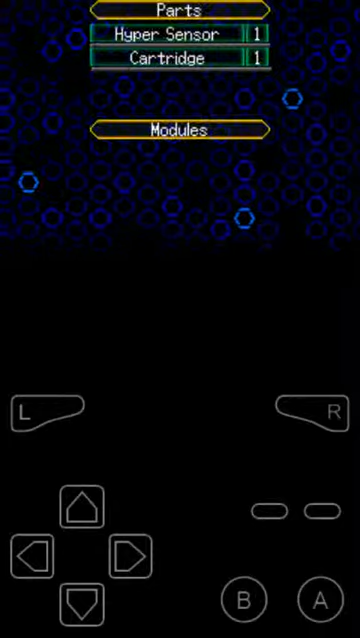 Parts
Hyper Sensor 1
Cartridge 1
Modules
L
R
B A